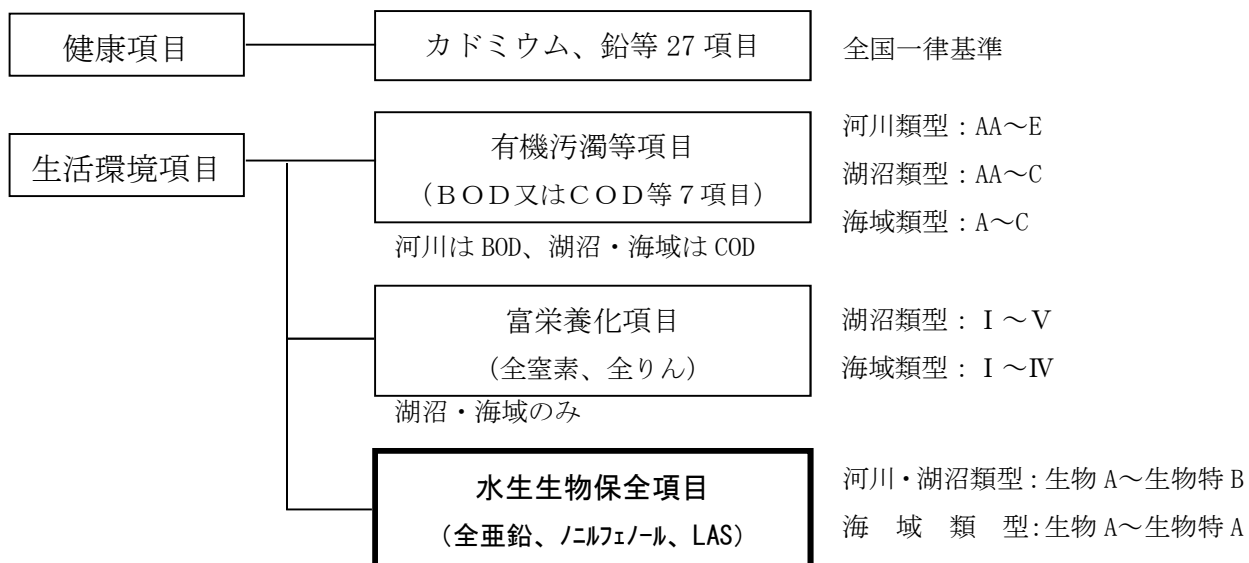 健康項目
カドミウム、鉛等 27 項目
全国一律基準
生活環境項目
有機汚濁等項目
（ＢＯＤ又はＣＯＤ等７項目）
河川は BOD、湖沼・海域は COD
河川類型：AA～E
湖沼類型：AA～C
海域類型：A～C
富栄養化項目
（全窒素、全りん）
湖沼・海域のみ
湖沼類型：Ⅰ～Ⅴ
海域類型：Ⅰ～Ⅳ
水生生物保全項目
（全亜鉛、ﾉﾆﾙﾌｪﾉｰﾙ、LAS）
河川・湖沼類型：生物 A～生物特 B
海　域　類　型：生物 A～生物特 A